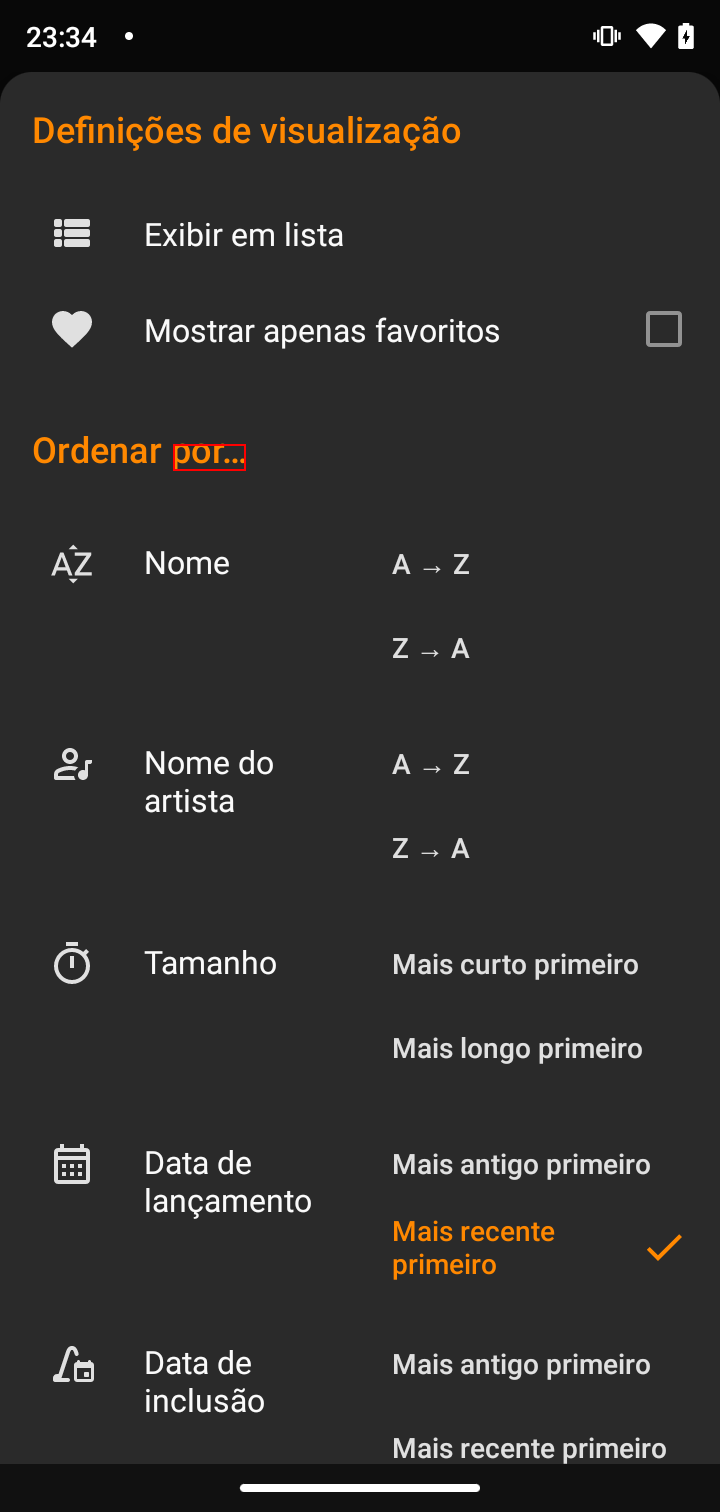 23:34
Definições de visualização
Exibir em lista
Mostrar apenas favoritos
Ordenar por...
Nome
A → Z
Z → A
Nome do
artista
A → Z
Z → A
Tamanho
Mais curto primeiro
Mais longo primeiro
Data de
lançamento
Mais antigo primeiro
Mais recente
primeiro
Data de
inclusão
Mais antigo primeiro
Mais recente primeiro